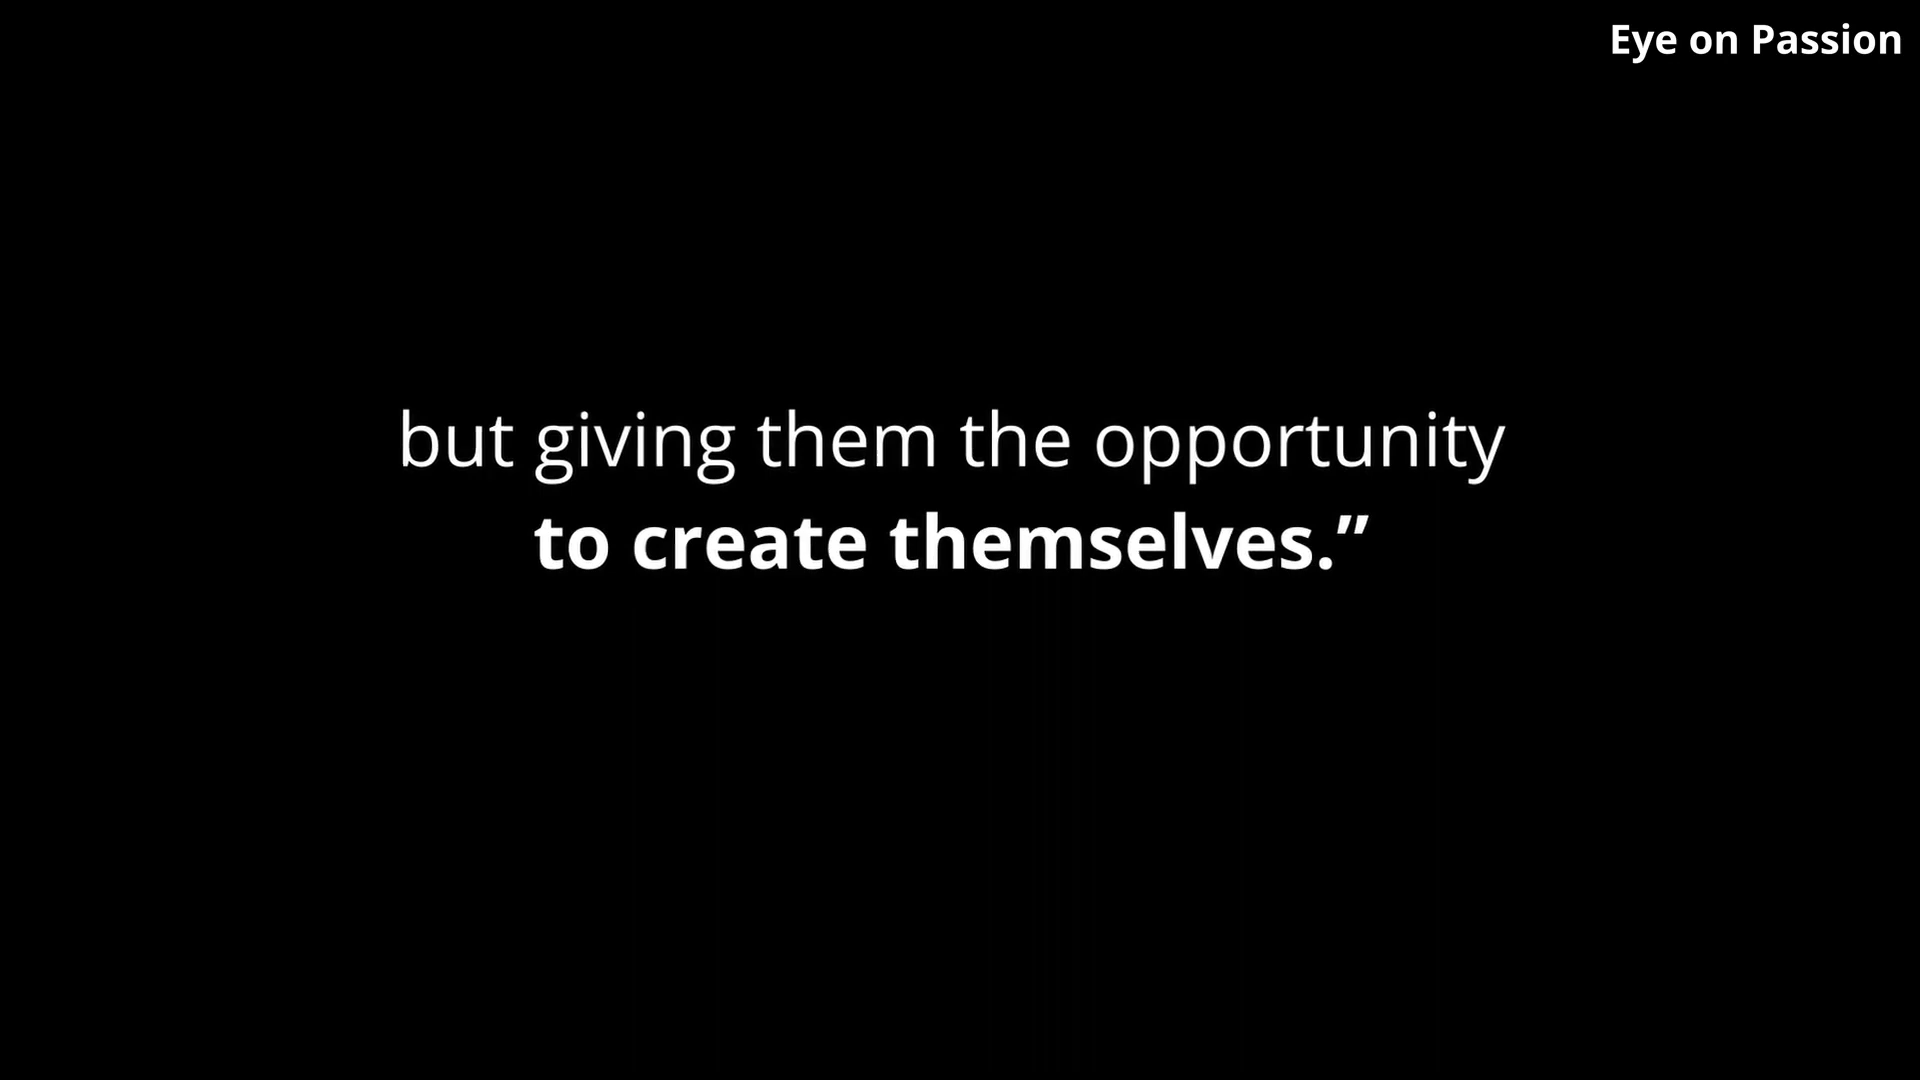 Eye on Passion
but giving them the opportunity
to create themselves.”